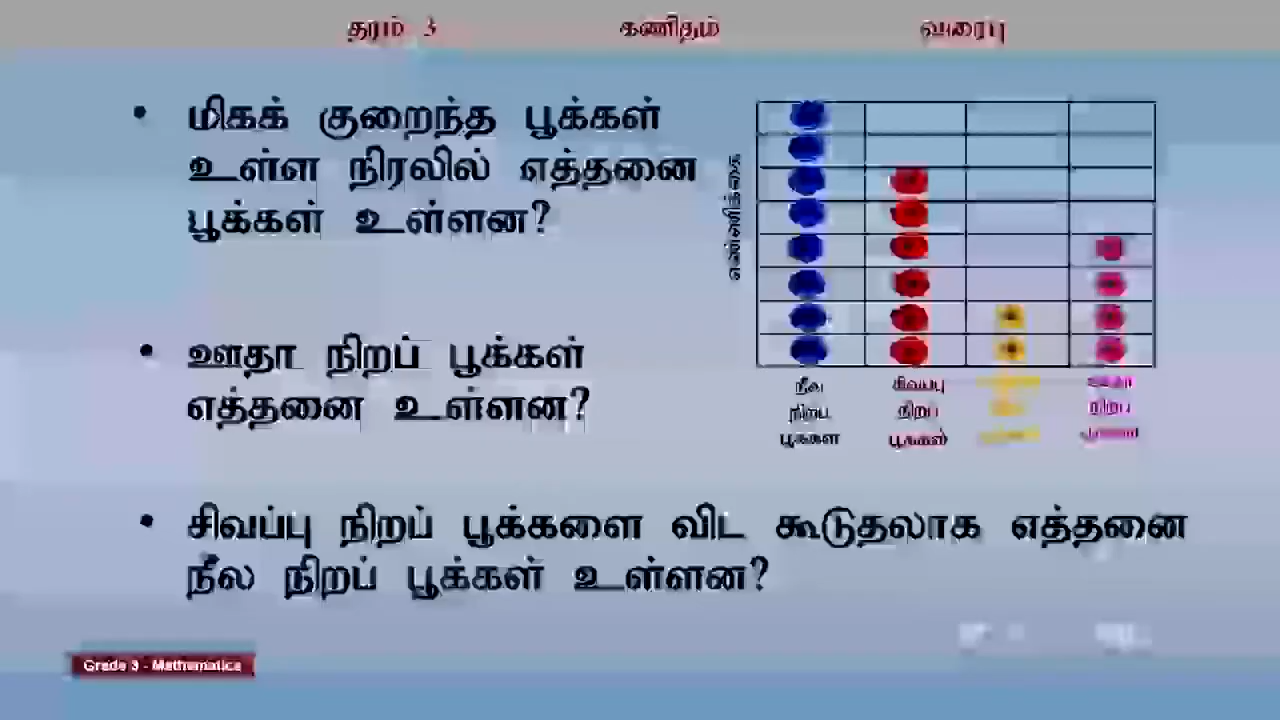 தரம் 3 கணிதம் வரைபு
• மிகக் குறைந்த பூக்கள்
உள்ள நிரலில் எத்தனை
பூக்கள் உள்ளன?
• ஊதா நிறப் பூக்கள்
எத்தனை உள்ளன?
• சிவப்பு நிறப் பூக்களை விட கூடுதலாக எத்தனை
நீல நிறப் பூக்கள் உள்ளன?
எண்ணிக்கை
நீல
நிறப்
பூக்கள்
சிவப்பு
நிறப்
பூக்கள்
ஊதா
நிறப்
Grade 3 - Mathematics